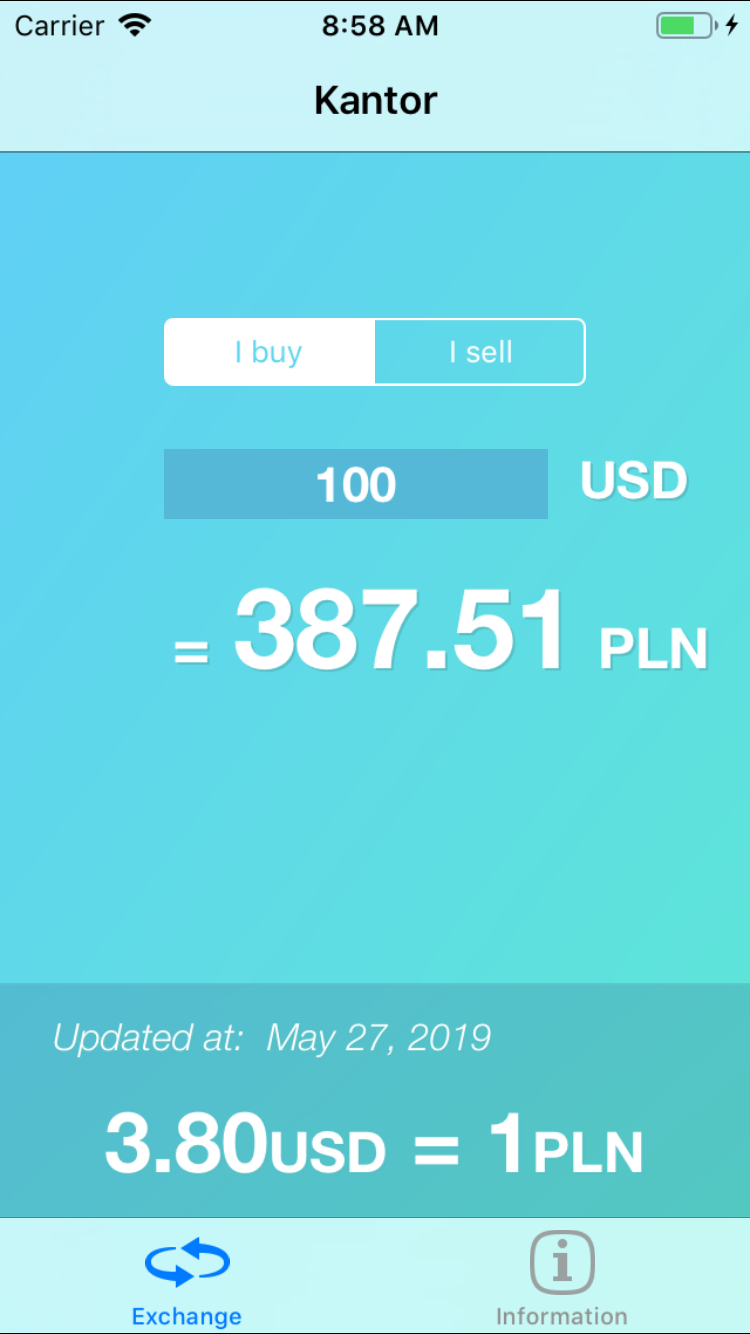 Carrier 8:58 AM
Kantor
I buy I sell
100 USD
= 387.51 PLN
Updated at: May 27, 2019
3.80USD = 1PLN
Exchange Information